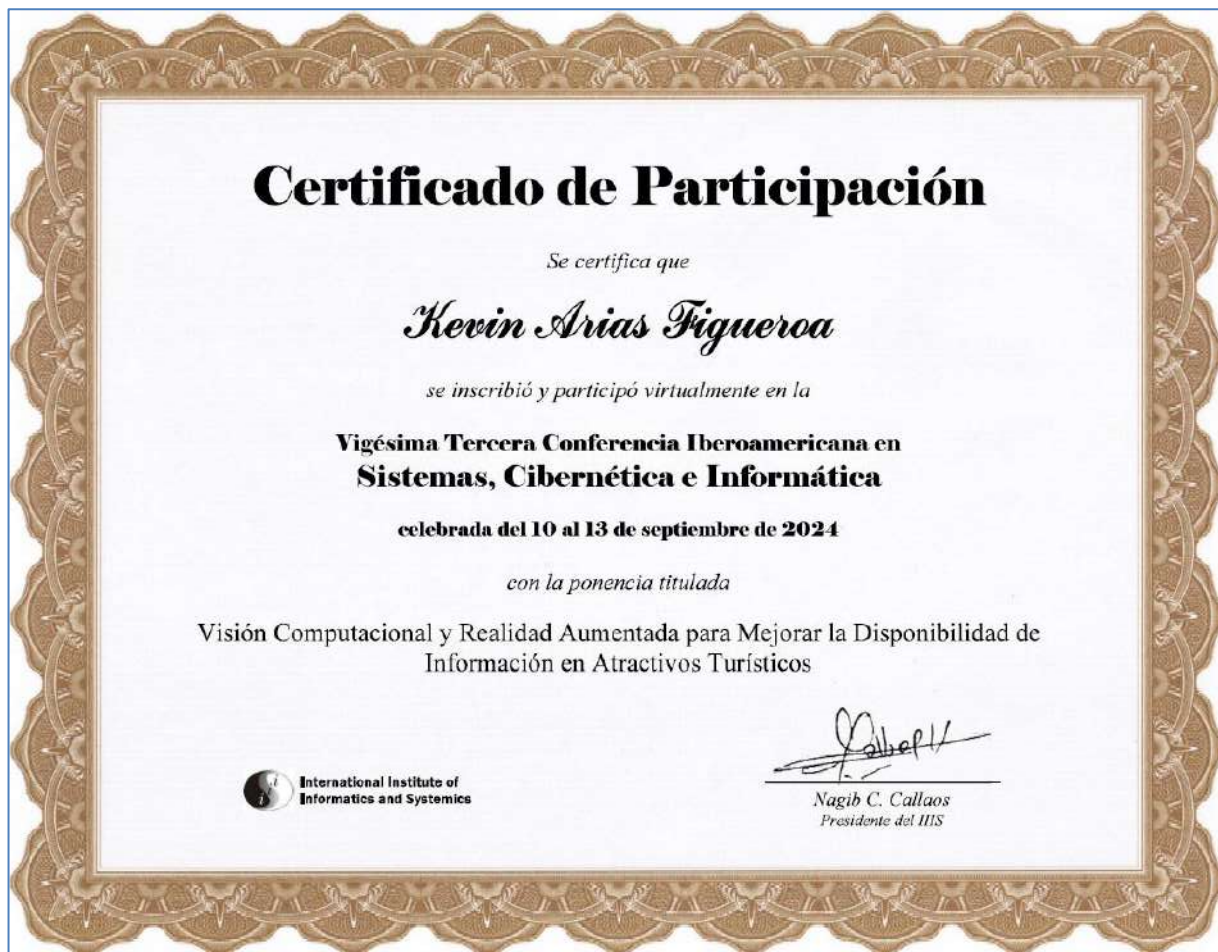 Certificado de Participación
Se certifica que
Kevin Arias Figueroa
se inscribió y participó virtualmente en la
Vigésima Tercera Conferencia Iberoamericana en
Sistemas, Cibernética e Informática
celebrada del 10 al 13 de septiembre de 2024
con la ponencia titulada
Visión Computacional y Realidad Aumentada para Mejorar la Disponibilidad de
Información en Atractivos Turísticos
International Institute of
Informatics and Systemics
Nagib C. Callaos
Presidente del IIIS